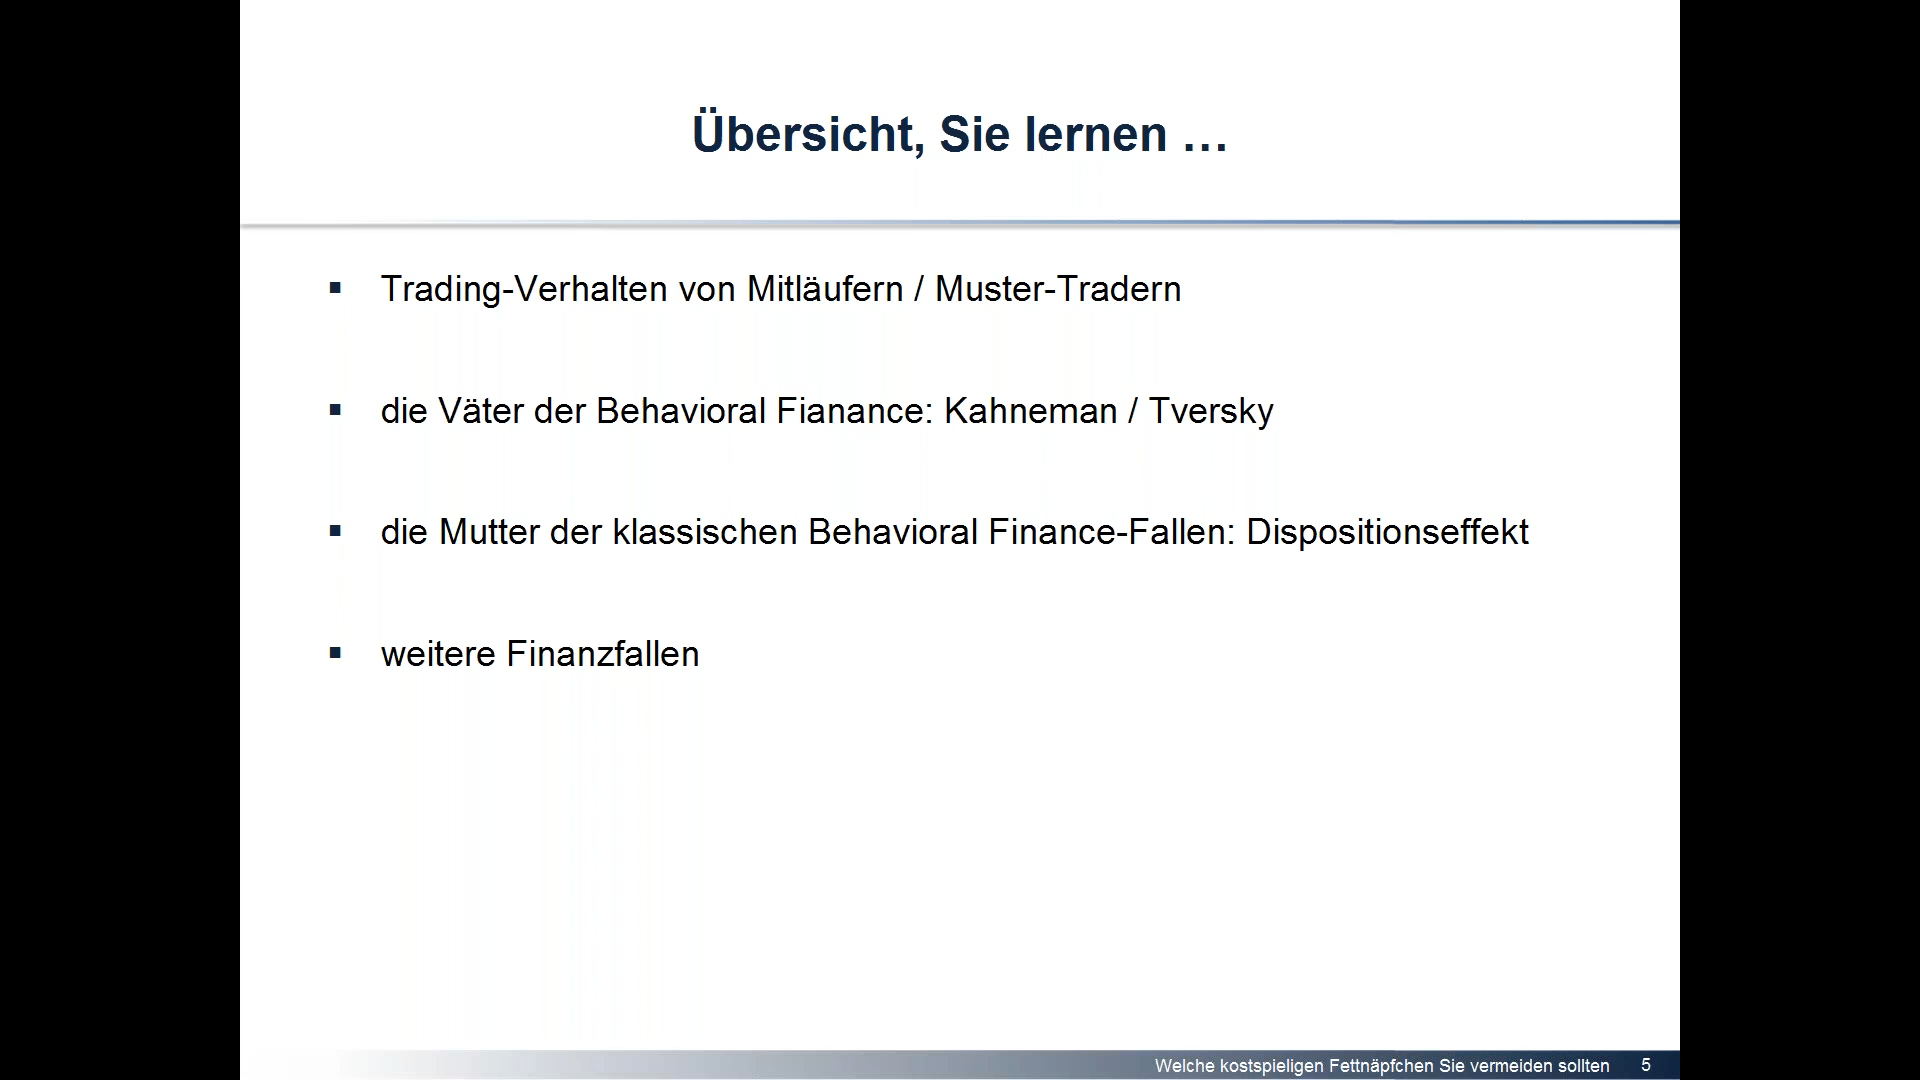 Übersicht, Sie lernen …
▪ Trading-Verhalten von Mitläufern / Muster-Tradern
▪ die Väter der Behavioral Fianance: Kahneman / Tversky
▪ die Mutter der klassischen Behavioral Finance-Fallen: Dispositionseffekt
▪ weitere Finanzfallen
Welche kostspieligen Fettnäpfchen Sie vermeiden sollten 5